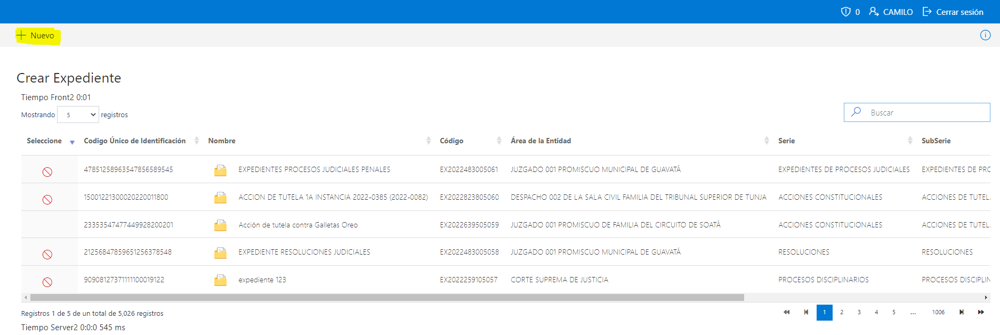 0 CAMILO Cerrar sesión
Nuevo
Crear Expediente
Tiempo Front2 0:01
Mostrando 5 registros
Buscar
Seleccione Codigo Único de Identificación Nombre Código Área de la Entidad Serie SubSerie
47851258963547856589545 EXPEDIENTES PROCESOS JUDICIALES PENALES EX2022483005061 JUZGADO 001 PROMISCUO MUNICIPAL DE GUAVATÁ EXPEDIENTES DE PROCESOS JUDICIALES EXPEDIENTES DE PRC
15001221300020220011800 ACCION DE TUTELA 1A INSTANCIA 2022-0385 (2022-0082) EX2022823805060 DESPACHO 002 DE LA SALA CIVIL FAMILIA DEL TRIBUNAL SUPERIOR DE TUNJA ACCIONES CONSTITUCIONALES ACCIONES DE TUTEL
23353547477449928200201 Acción de tutela contra Galletas Oreo EX2022639505059 JUZGADO 001 PROMISCUO DE FAMILIA DEL CIRCUITO DE SOATÁ ACCIONES CONSTITUCIONALES ACCIONES DE TUTEL
21256847859651256378548 EXPEDIENTE RESOLUCIONES JUDICIALES EX2022483005058 JUZGADO 001 PROMISCUO MUNICIPAL DE GUAVATÁ RESOLUCIONES RESOLUCIONES
90908127371111100019122 expediente 123 EX2022259105057 CORTE SUPREMA DE JUSTICIA PROCESOS DISCIPLINARIOS PROCESOS DISCIPLIN
Registros 1 de 5 de un total de 5,026 registros
1 2 3 4 5 ... 1006
Tiempo Server2 0:0:0 545 ms